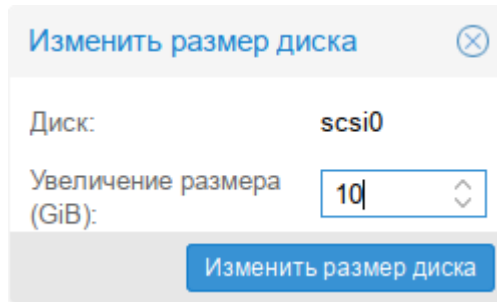 Изменить размер диска
Диск: scsi0
Увеличение размера
(GiB): 10
Изменить размер диска